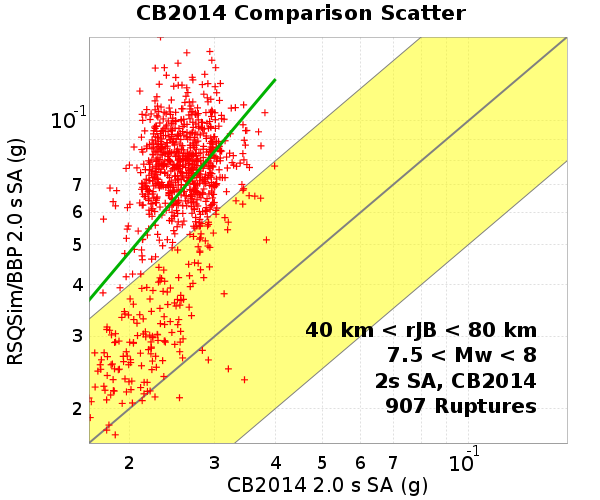 CB2014 Comparison Scatter
RSQSim/BBP 2.0 s SA (g)
10-1
7
6
5
4
3
2
40 km < rJB < 80 km
7.5 < Mw < 8
2s SA, CB2014
907 Ruptures
2 3 4 5 6 7 10-1
CB2014 2.0 s SA (g)